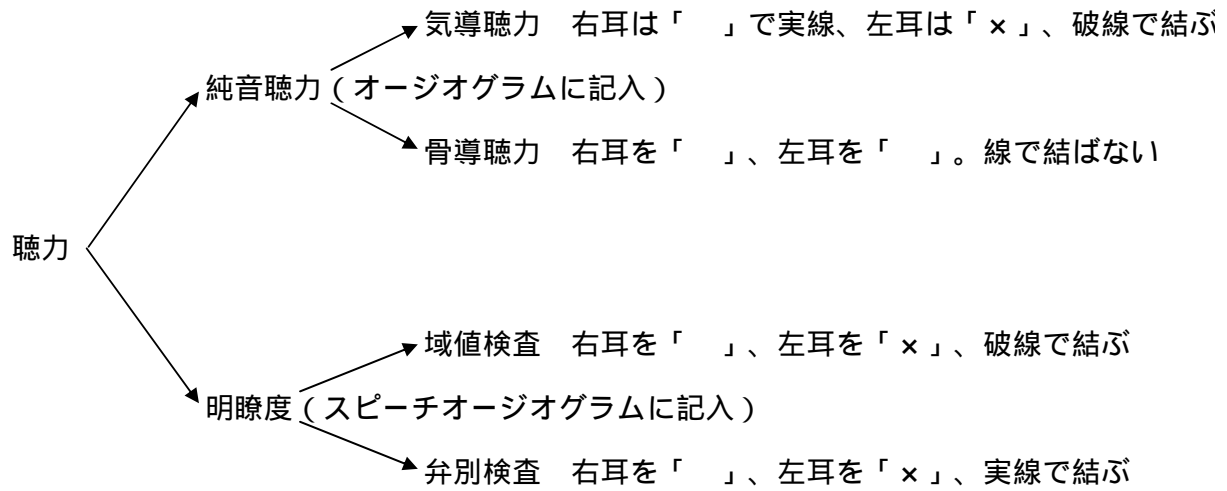 気導聴力　右耳は「　」で実線、左耳は「×」、破線で結ぶ
純音聴力（オージオグラムに記入）
骨導聴力　右耳を「　」、左耳を「　」。線で結ばない
聴力
域値検査　右耳を「　」、左耳を「×」、破線で結ぶ
明瞭度（スピーチオージオグラムに記入）
弁別検査　右耳を「　」、左耳を「×」、実線で結ぶ